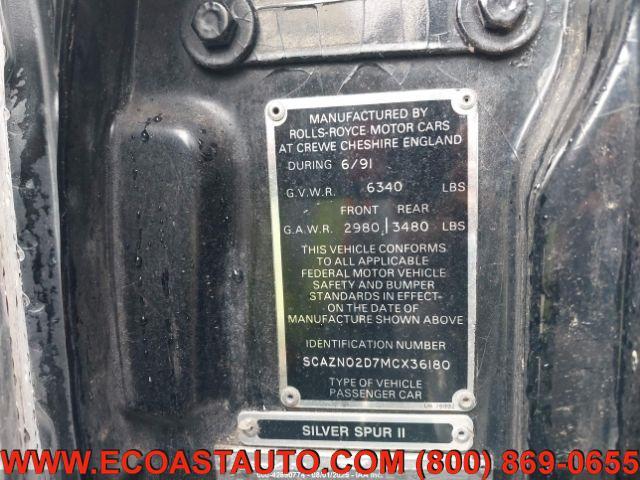 MANUFACTURED BY
ROLLS-ROYCE MOTOR CARS
AT CREWE CHESHIRE ENGLAND
DURING 6/91
G.V.W.R. 6340 LBS
FRONT REAR
G.A.W.R. 2980 3480 LBS
THIS VEHICLE CONFORMS
TO ALL APPLICABLE
FEDERAL MOTOR VEHICLE
SAFETY AND BUMPER
STANDARDS IN EFFECT
ON THE DATE OF
MANUFACTURE SHOWN ABOVE
IDENTIFICATION NUMBER
SCAZN02D7MCX36180
TYPE OF VEHICLE
PASSENGER CAR
SILVER SPUR II
WWW.ECOASTAUTO.COM (800) 869-0655